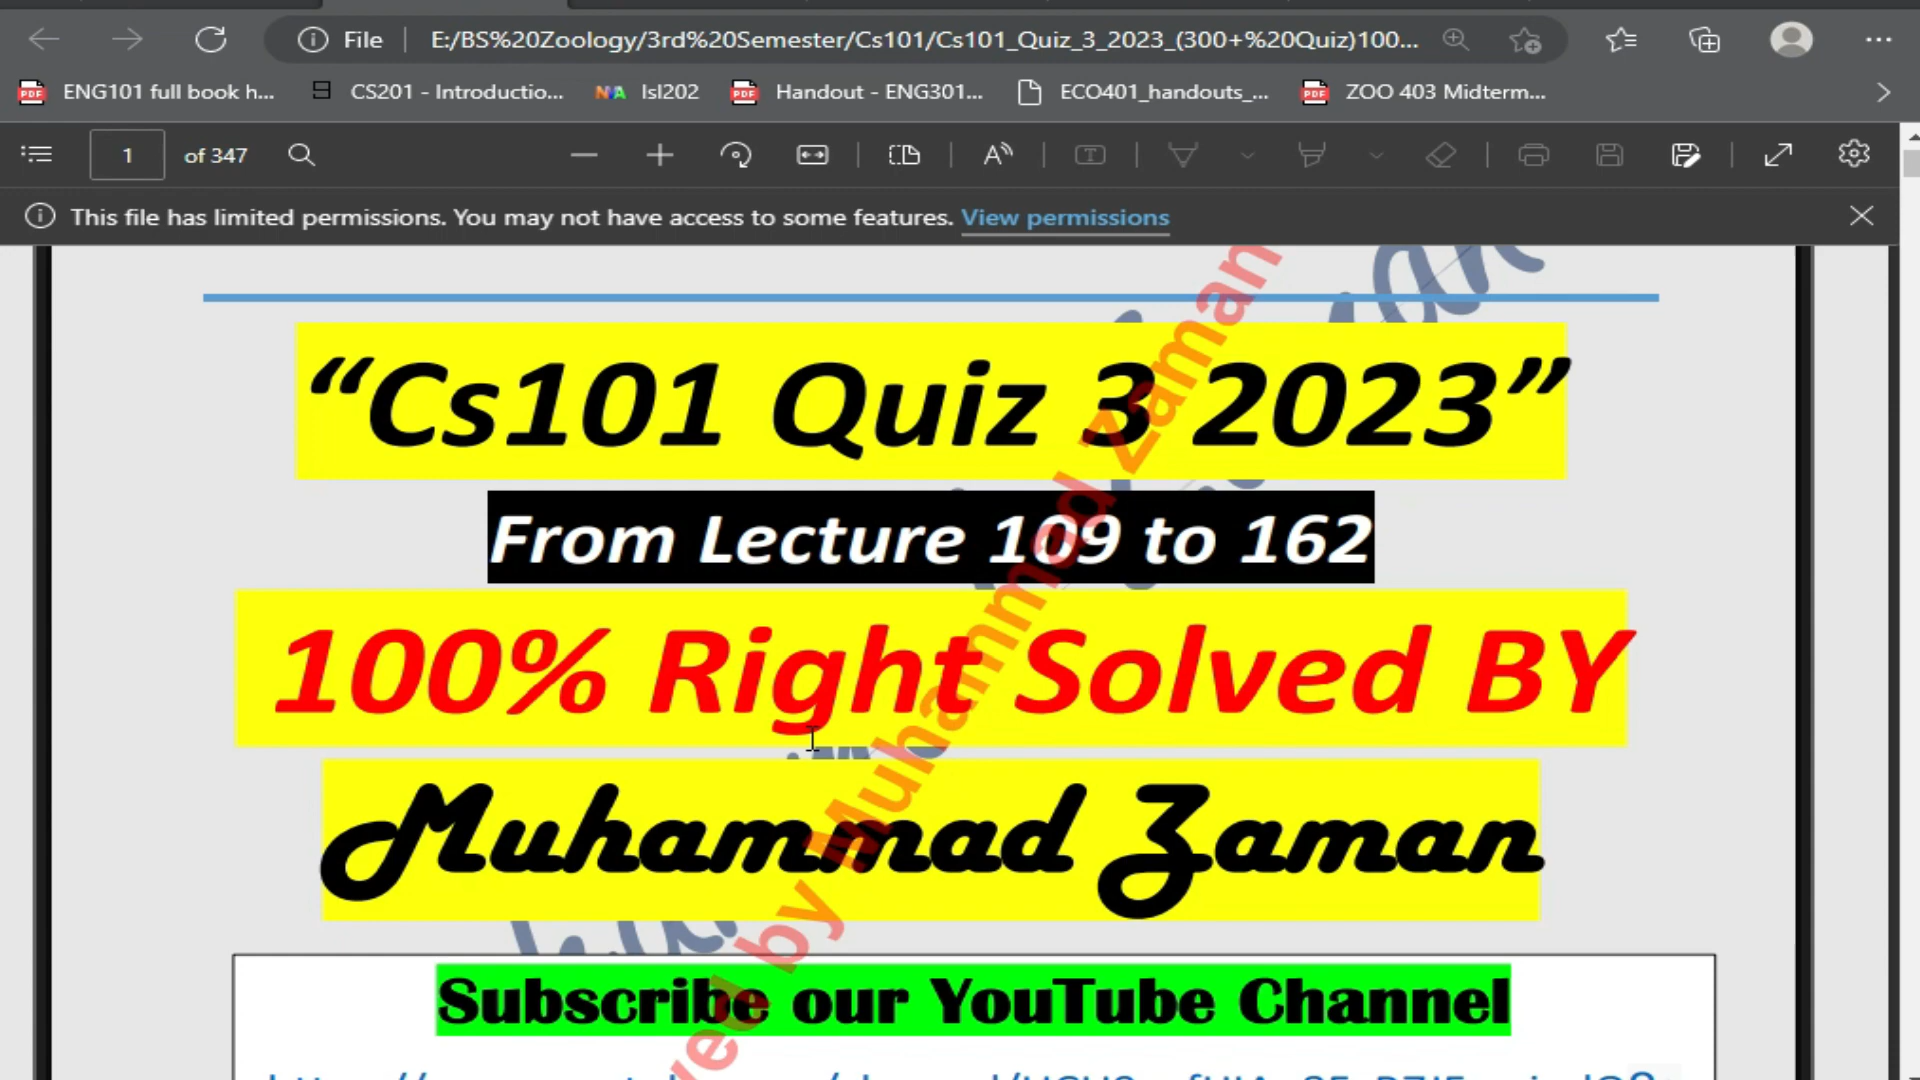 File
E:/BS%20Zoology/3rd%20Semester/Cs101/Cs101_Quiz_3_2023_(300+%20Quiz)100...
ENG101 full book h...
CS201 - Introductio...
Isl202
Handout - ENG301...
ECO401_handouts_...
ZOO 403 Midterm...
1 of 347
This file has limited permissions. You may not have access to some features. View permissions
“Cs101 Quiz 3 2023”
From Lecture 109 to 162
100% Right Solved BY
Muhammad Zaman
by Muhammad Zaman
Subscribe our YouTube Channel